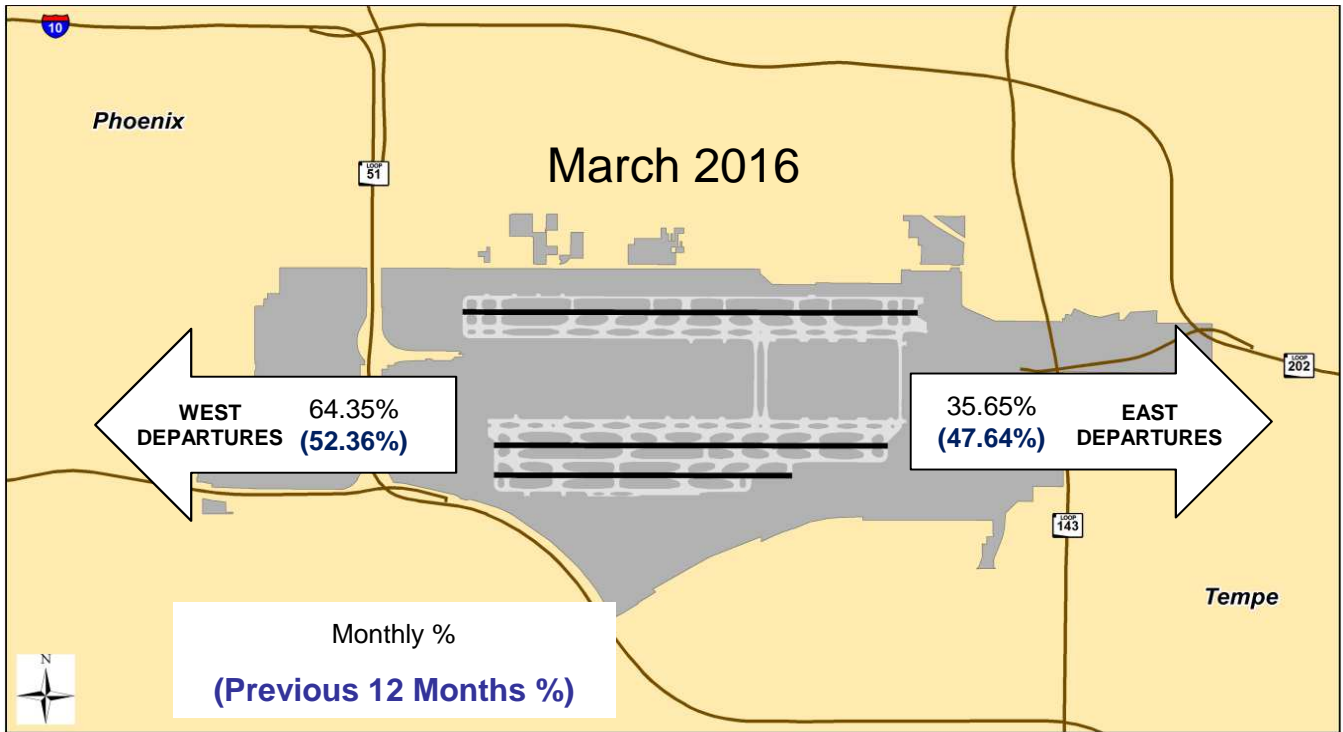 10
Phoenix
March 2016
LOOP
51
WEST
DEPARTURES
64.35%
(52.36%)
35.65%
(47.64%)
EAST
DEPARTURES
LOOP
202
LOOP
143
Tempe
Monthly %
(Previous 12 Months %)
N